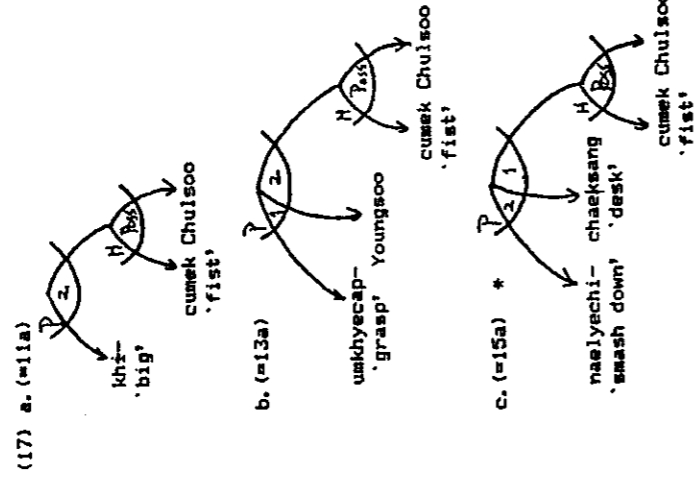 (17) a. (=11a)
P 2
H Poss
khɨ- cumek Chulsoo
'big' 'fist'
b. (=13a)
P 1 2
H Poss
umkhyecap- Youngsoo cumek Chulsoo
'grasp' 'fist'
c. (=15a) *
P 2 1
H Poss
naelyechi- chaeksang cumek Chulsoo
'smash down' 'desk' 'fist'